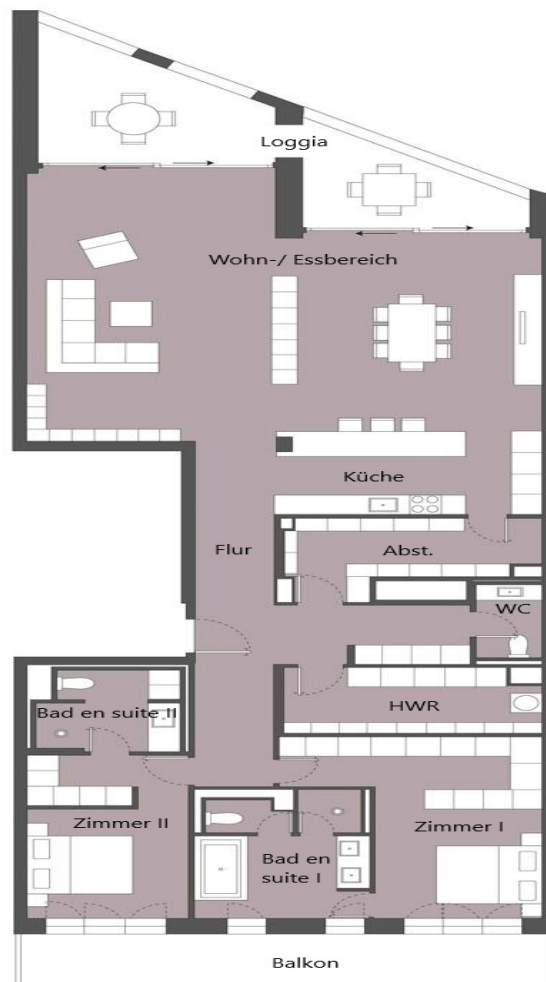 Loggia
Wohn-/ Essbereich
Küche
Flur
Abst.
WC
HWR
Bad en suite II
Zimmer II
Zimmer I
Bad en
suite I
Balkon